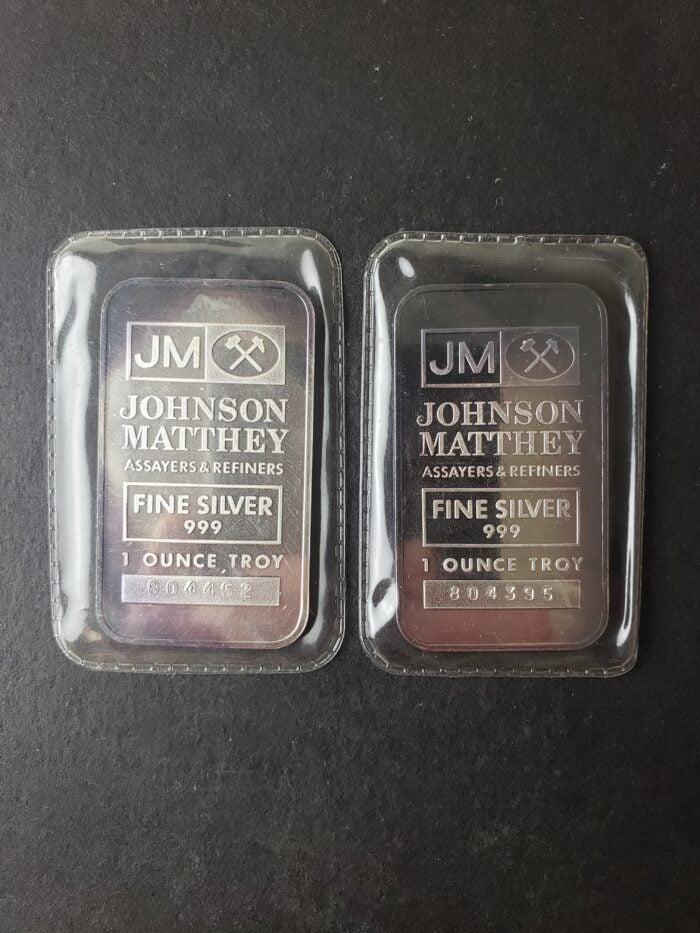 JM
JOHNSON
MATTHEY
ASSAYERS & REFINERS
FINE SILVER
999
1 OUNCE TROY
804452
JM
JOHNSON
MATTHEY
ASSAYERS & REFINERS
FINE SILVER
999
1 OUNCE TROY
804395